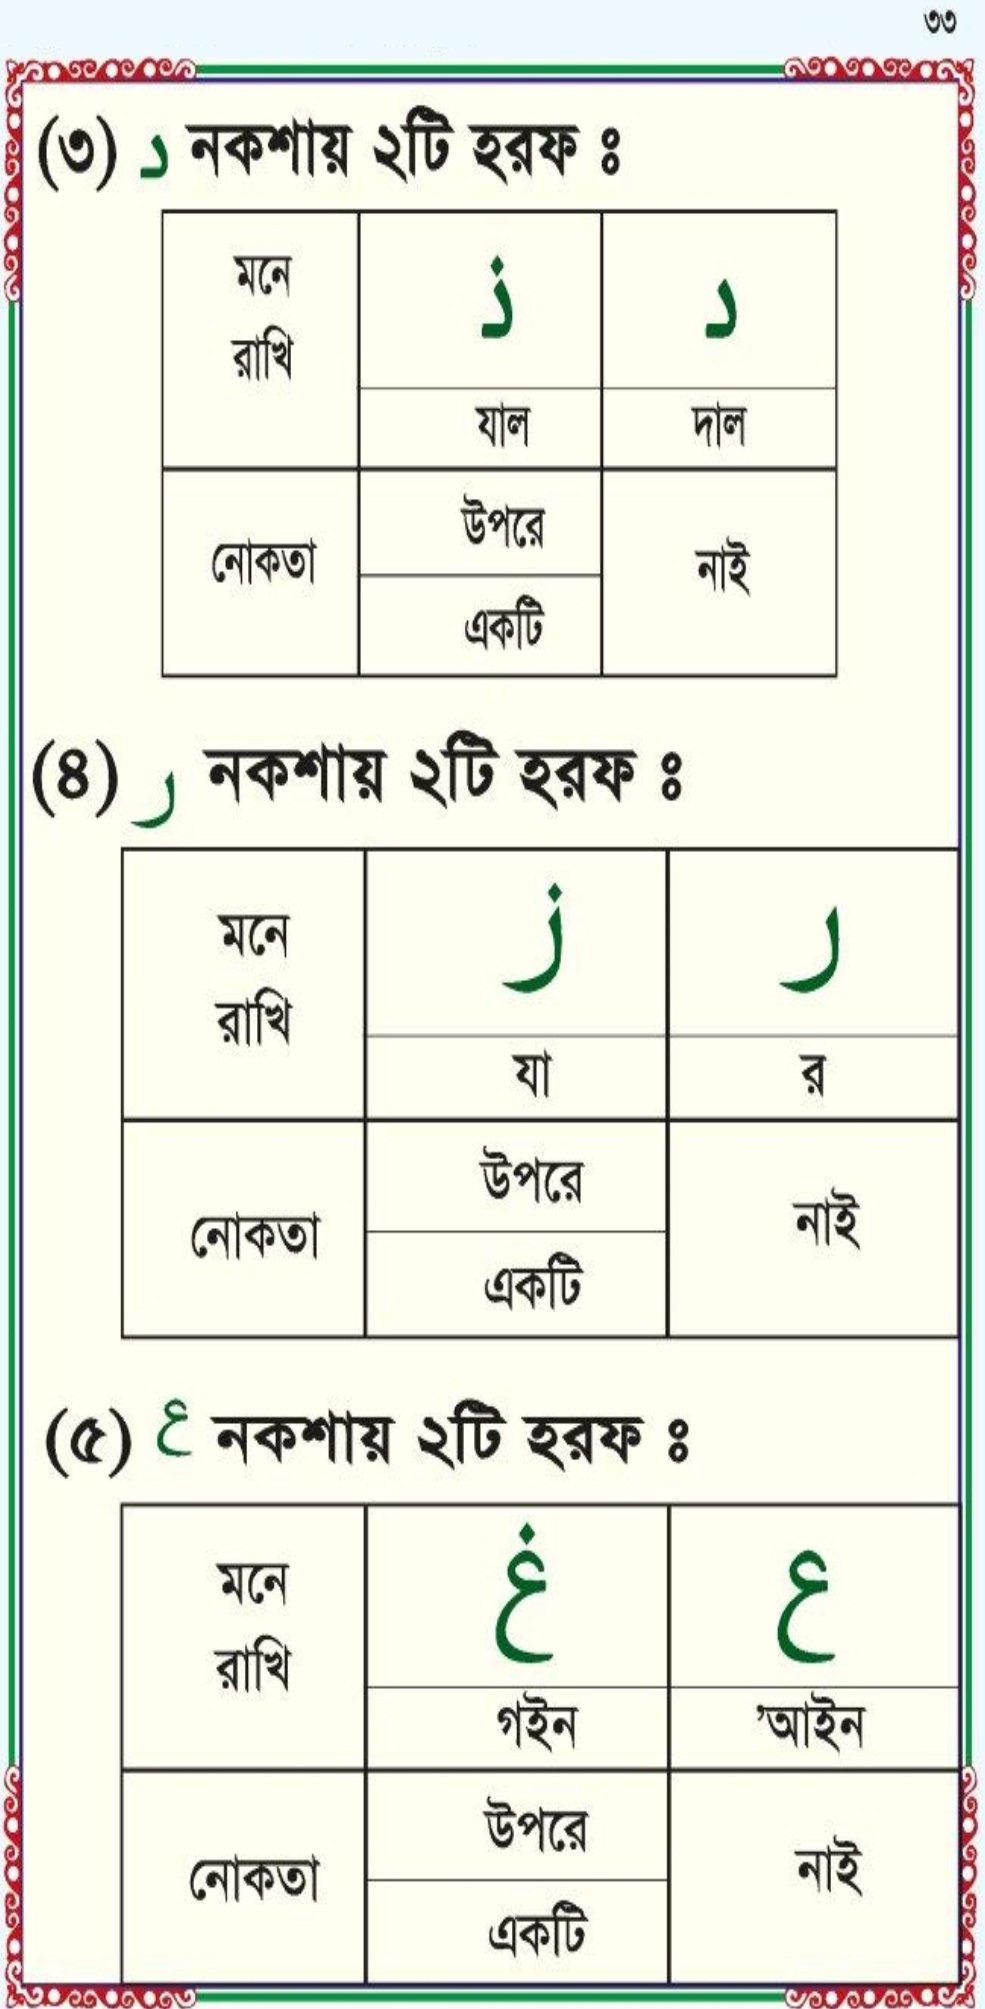 ৩৩
(৩) د নকশায় ২টি হরফ ঃ
মনে রাখি ذ د
যাল দাল
নোকতা উপরে নাই
একটি
(৪) ر নকশায় ২টি হরফ ঃ
মনে রাখি ز ر
যা র
নোকতা উপরে নাই
একটি
(৫) ع নকশায় ২টি হরফ ঃ
মনে রাখি غ ع
গইন ’আইন
নোকতা উপরে নাই
একটি